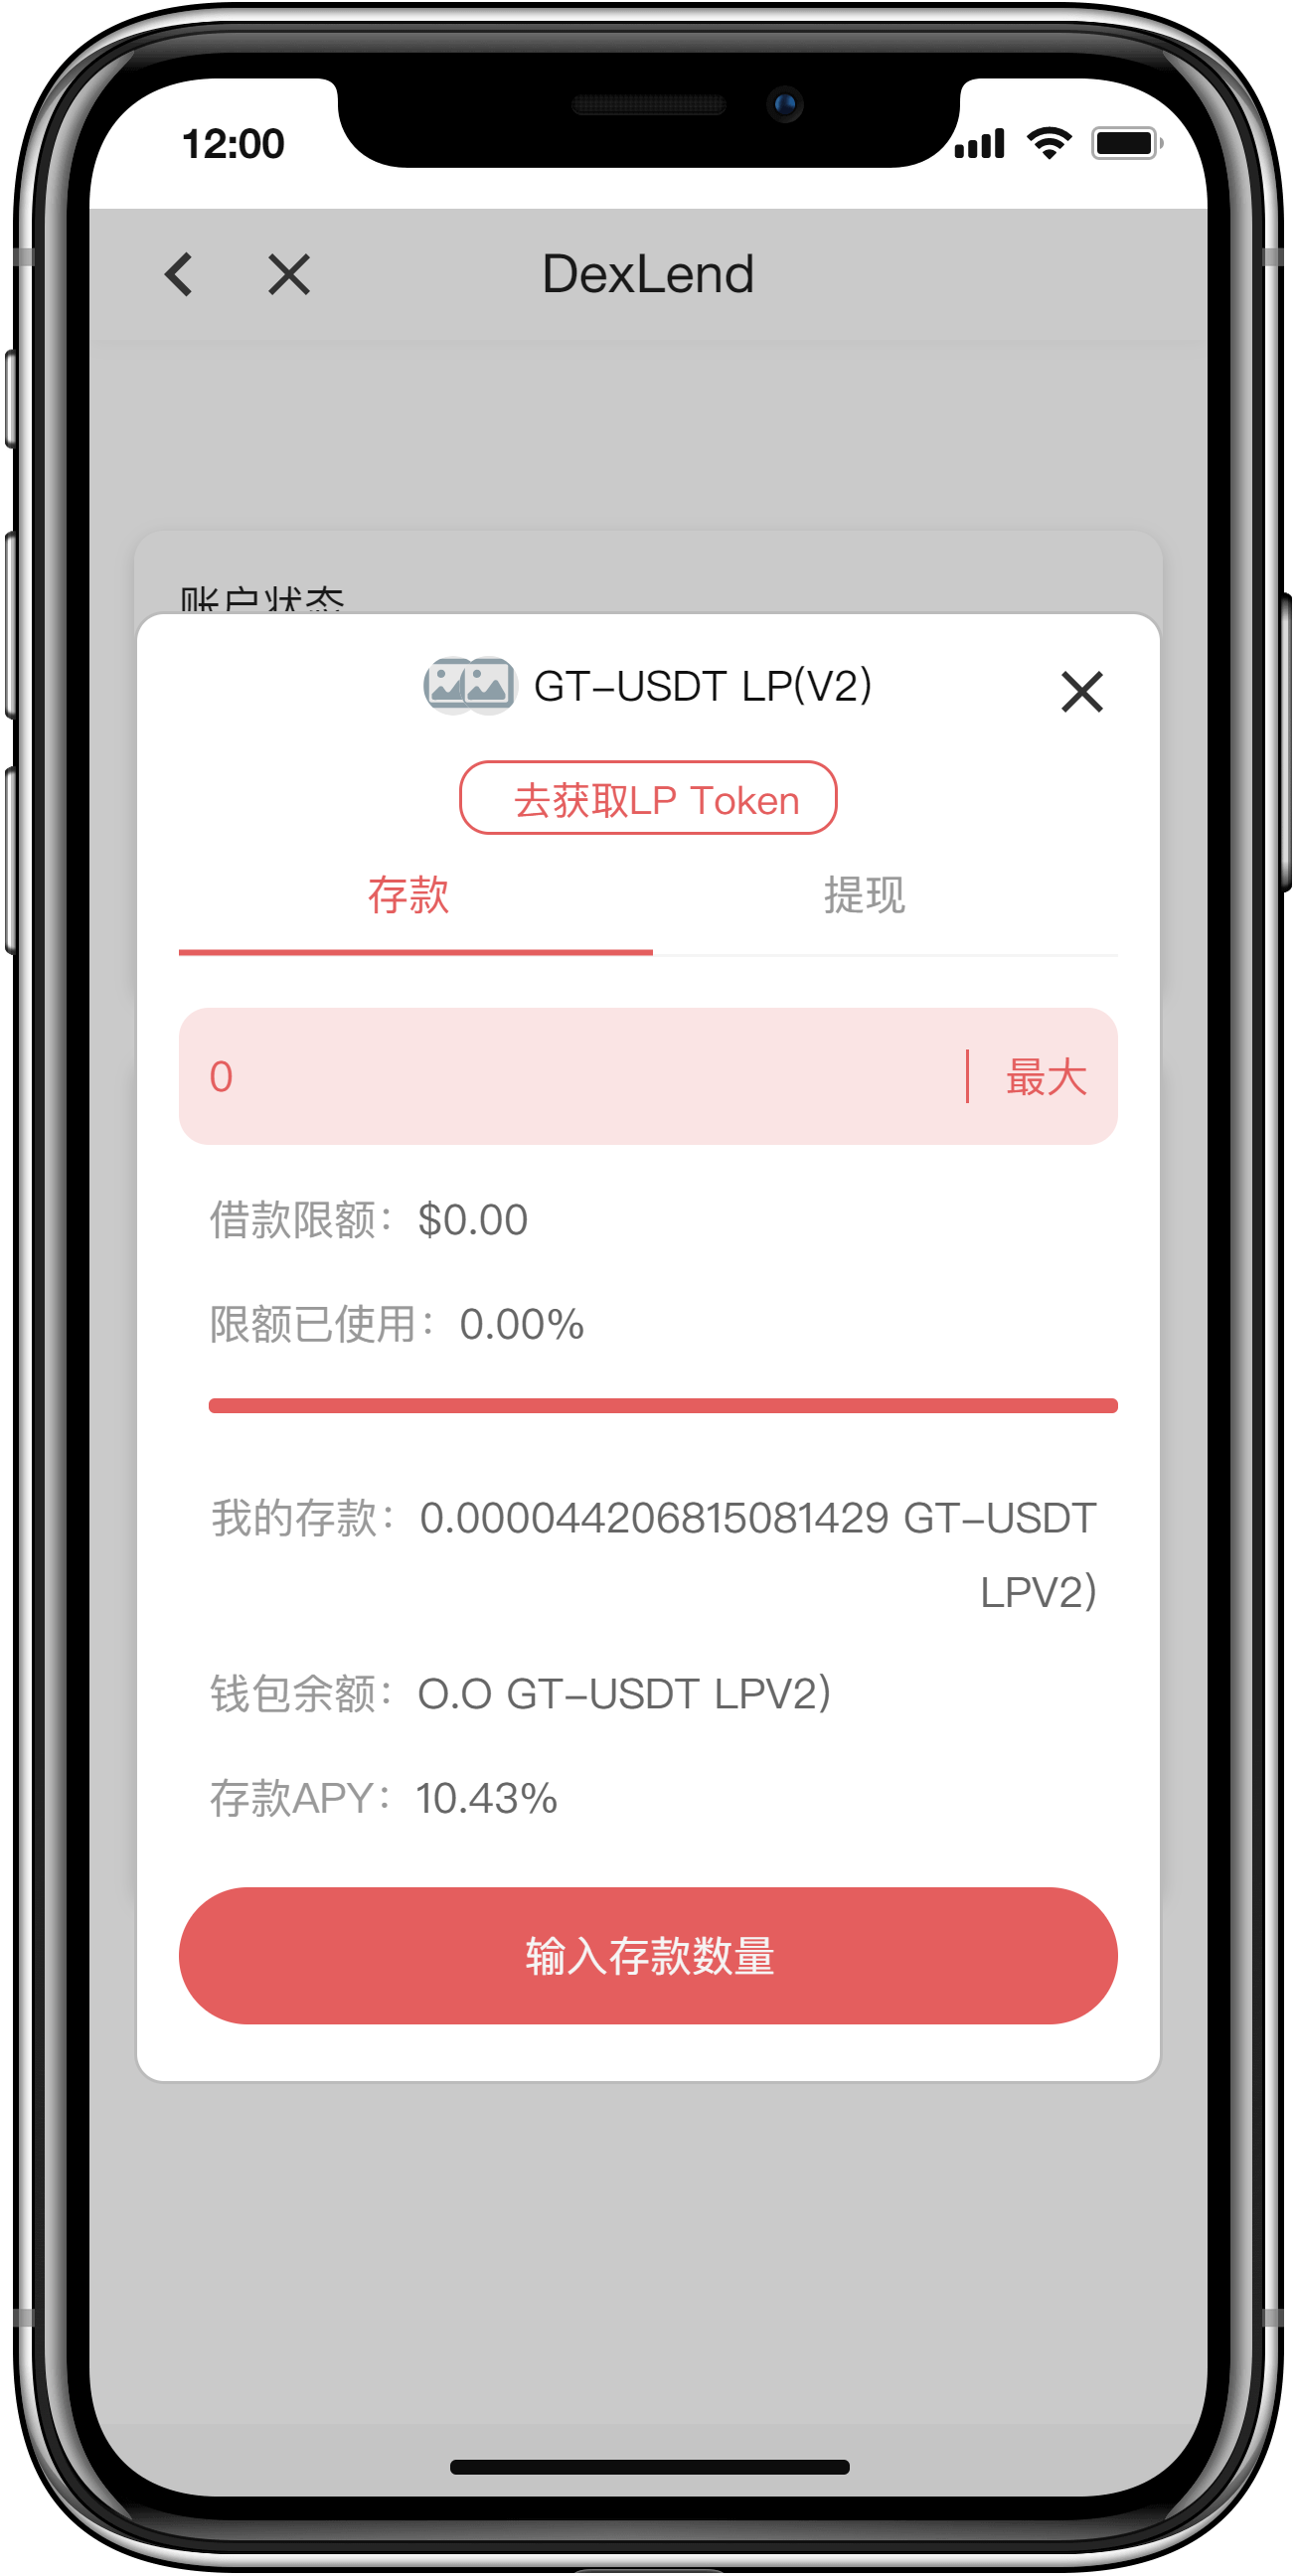 12:00
DexLend
账户状态
GT-USDT LP(V2)
去获取LP Token
存款 提现
0 最大
借款限额：$0.00
限额已使用：0.00%
我的存款：0.000044206815081429 GT-USDT
LPV2)
钱包余额：O.O GT-USDT LPV2)
存款APY：10.43%
输入存款数量